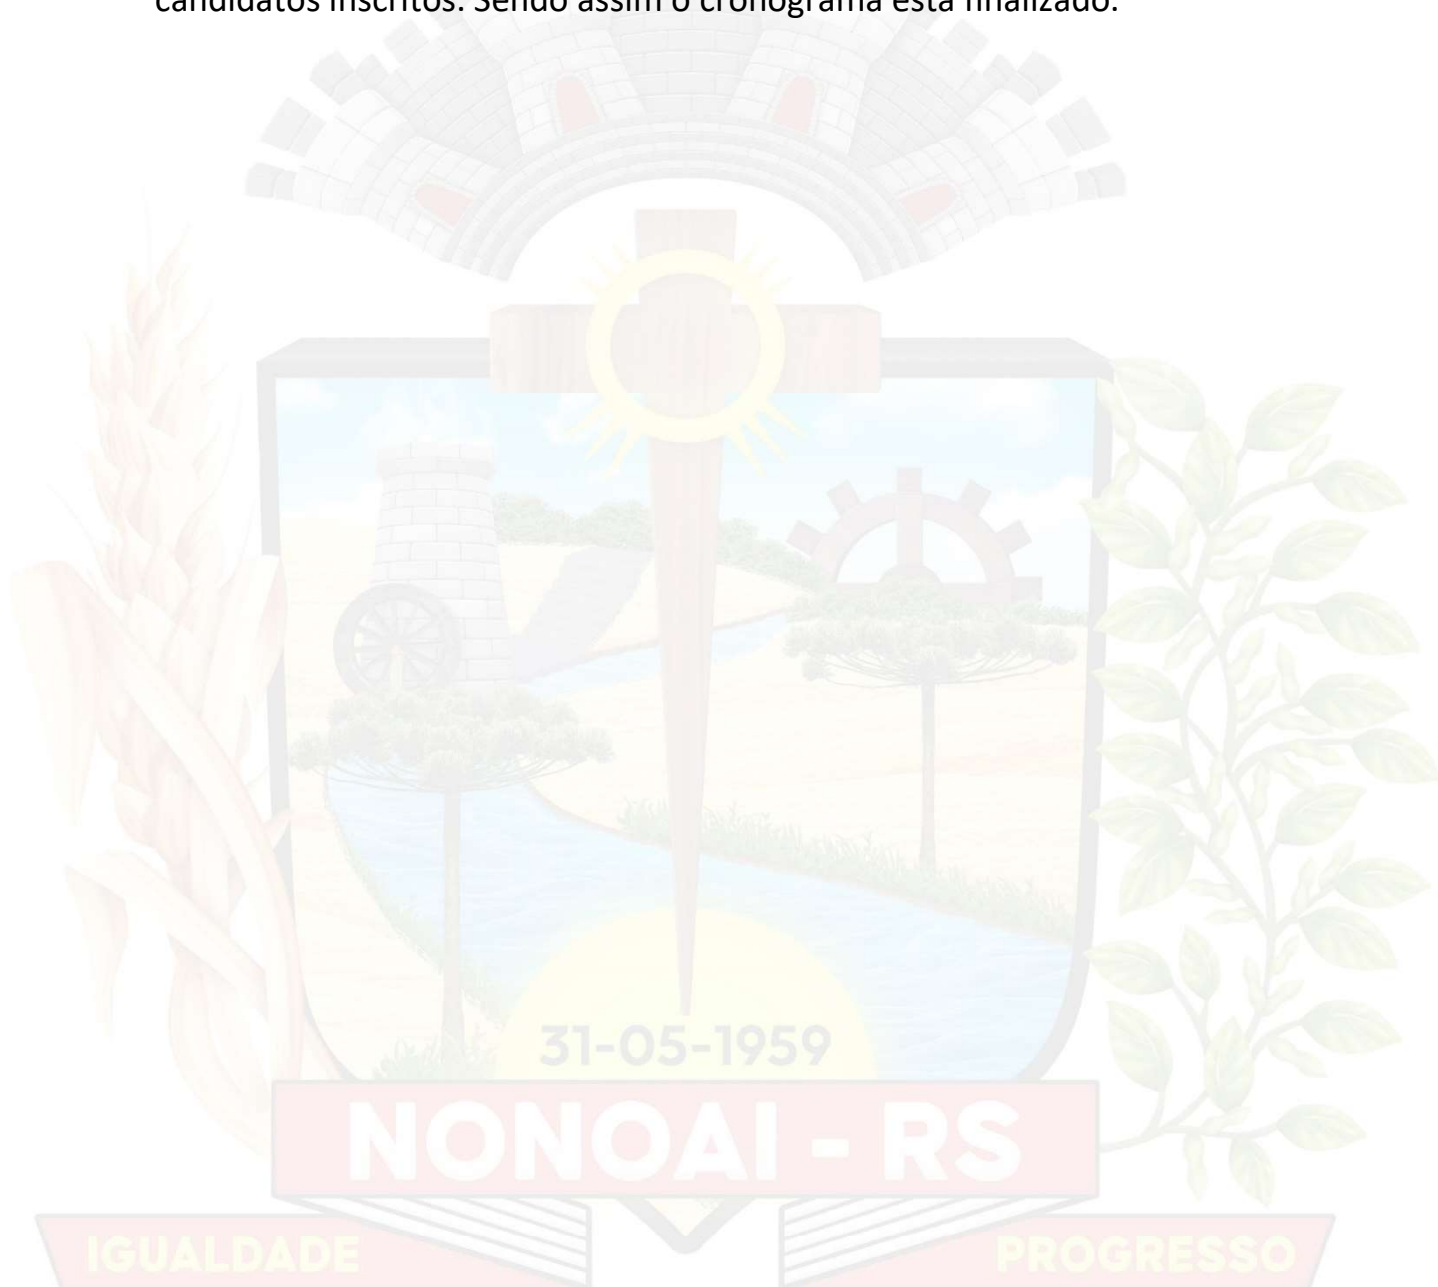 candidatos inscritos. Sendo assim o cronograma está finalizado.
31-05-1959
NONOAI - RS
IGUALDADE
PROGRESSO